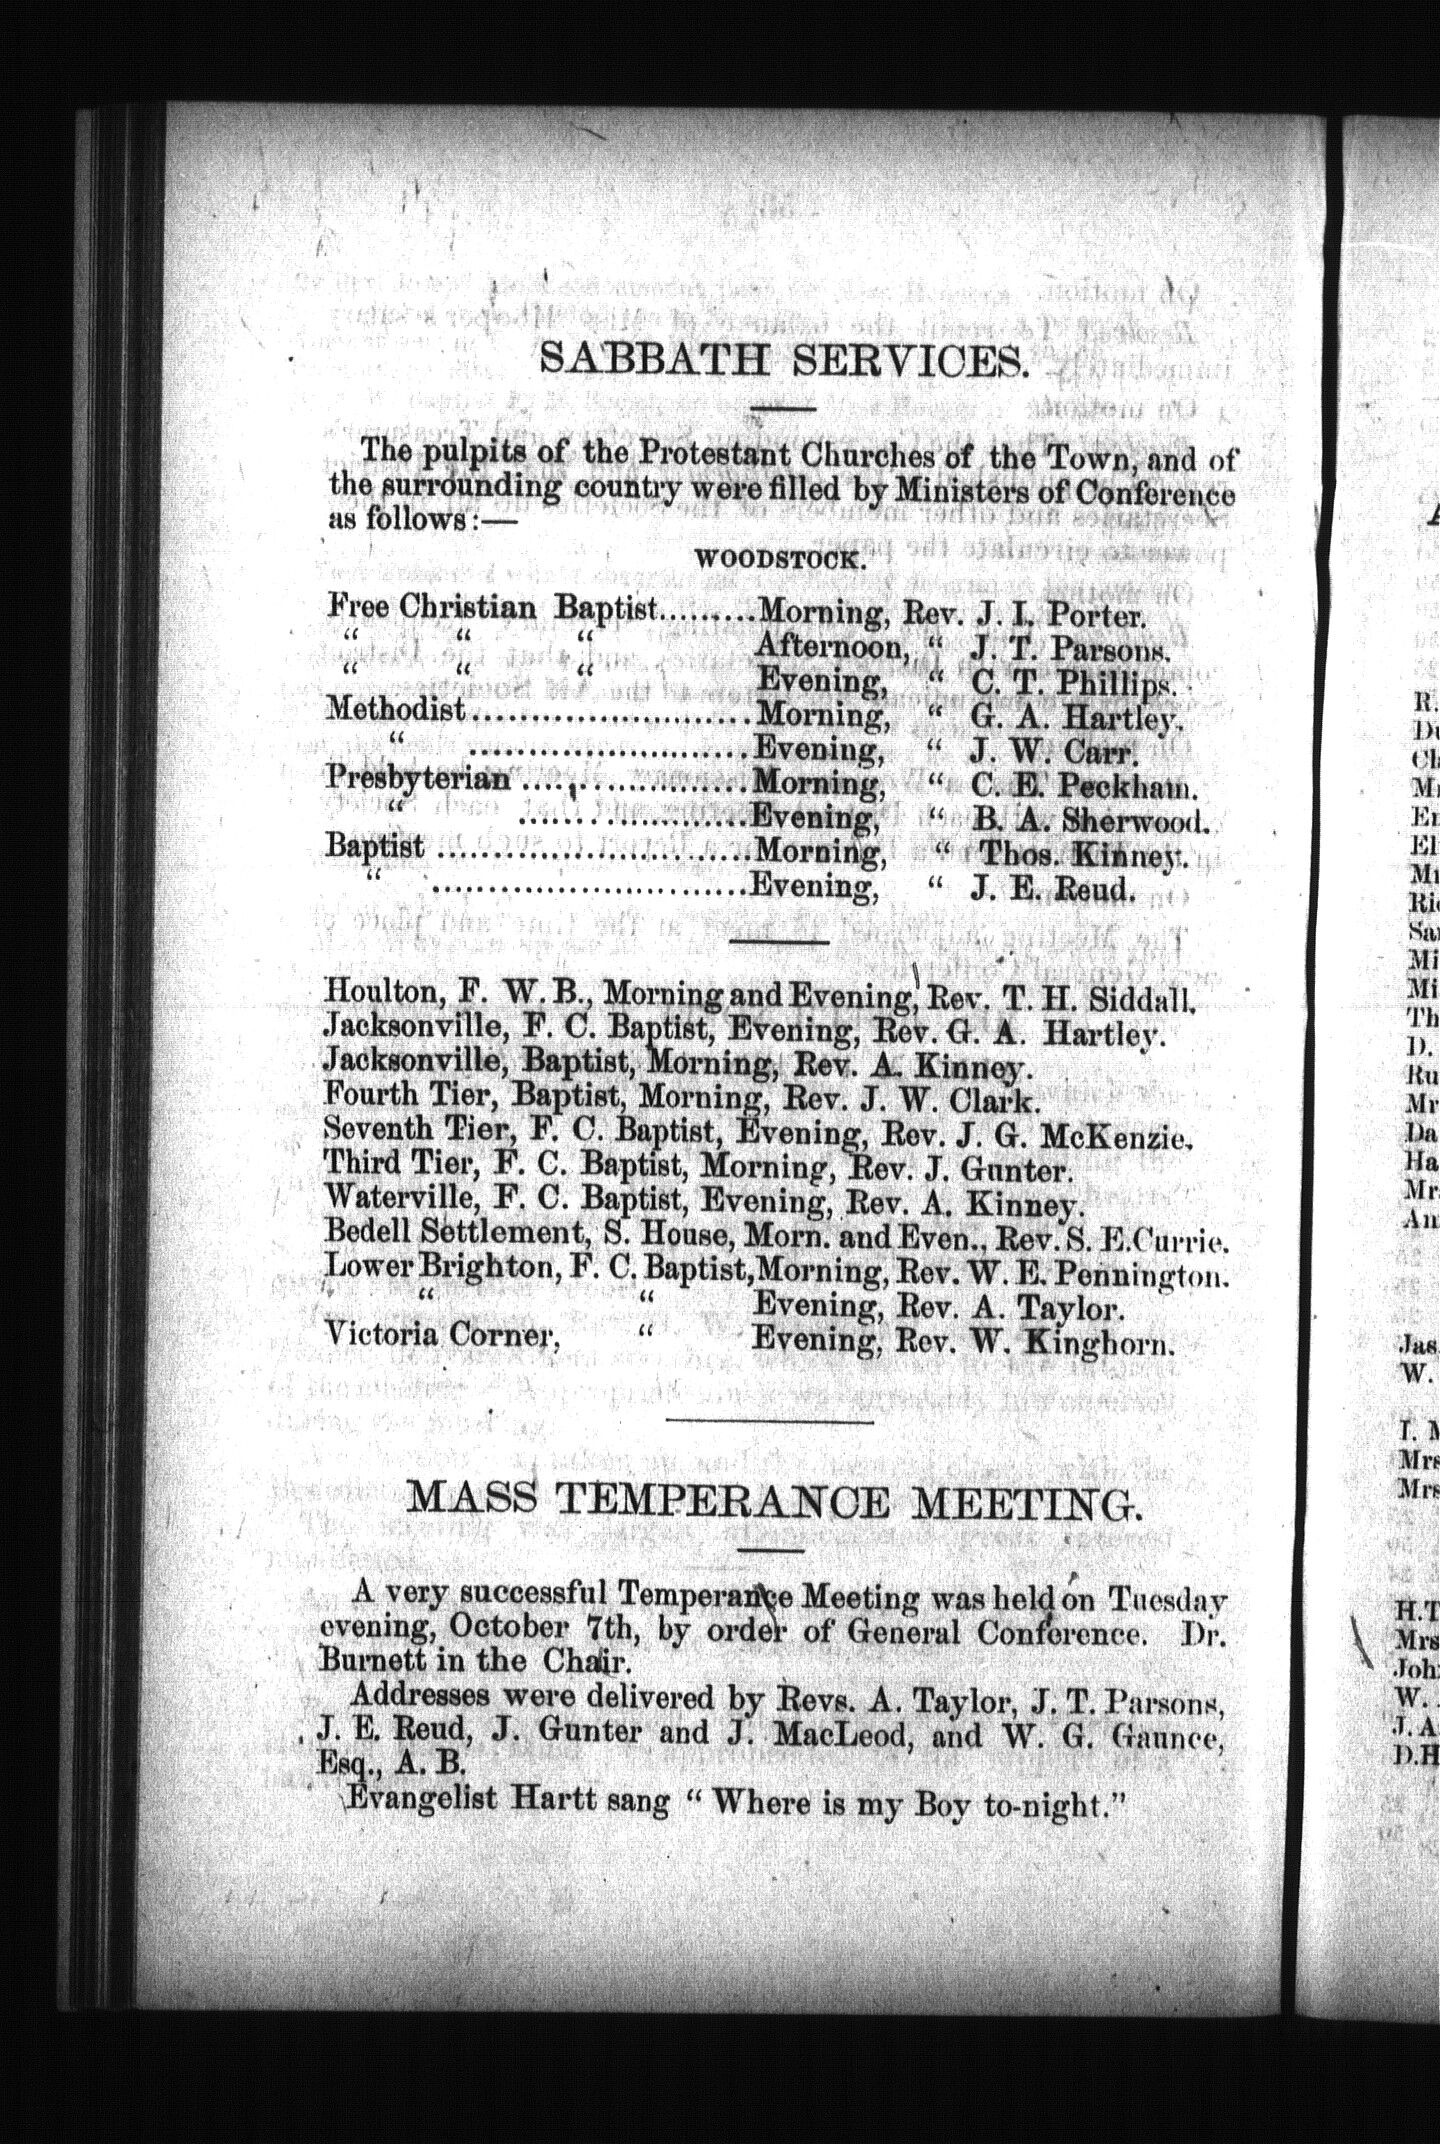 SABBATH SERVICES.
The pulpits of the Protestant Churches of the Town, and of
the surrounding country were filled by Ministers of Conference
as follows:—
WOODSTOCK.
Free Christian Baptist.........Morning, Rev. J. I. Porter.
“ “ “ Afternoon, “ J. T. Parsons.
“ “ “ Evening, “ C. T. Phillips.
Methodist........................Morning, “ G. A. Hartley.
“ ........................Evening, “ J. W. Carr.
Presbyterian ....................Morning, “ C. E. Peckham.
“ ....................Evening, “ B. A. Sherwood.
Baptist ...........................Morning, “ Thos. Kinney.
“ ...........................Evening, “ J. E. Reud.
Houlton, F. W. B., Morning and Evening, Rev. T. H. Siddall.
Jacksonville, F. C. Baptist, Evening, Rev. G. A. Hartley.
Jacksonville, Baptist, Morning, Rev. A. Kinney.
Fourth Tier, Baptist, Morning, Rev. J. W. Clark.
Seventh Tier, F. C. Baptist, Evening, Rev. J. G. McKenzie.
Third Tier, F. C. Baptist, Morning, Rev. J. Gunter.
Waterville, F. C. Baptist, Evening, Rev. A. Kinney.
Bedell Settlement, S. House, Morn. and Even., Rev. S. E. Currie.
Lower Brighton, F. C. Baptist, Morning, Rev. W. E. Pennington.
“ “ Evening, Rev. A. Taylor.
Victoria Corner, “ Evening, Rev. W. Kinghorn.
MASS TEMPERANCE MEETING.
A very successful Temperance Meeting was held on Tuesday
evening, October 7th, by order of General Conference. Dr.
Burnett in the Chair.
Addresses were delivered by Revs. A. Taylor, J. T. Parsons,
J. E. Reud, J. Gunter and J. MacLeod, and W. G. Gaunce,
Esq., A. B.
Evangelist Hartt sang “ Where is my Boy to-night.”